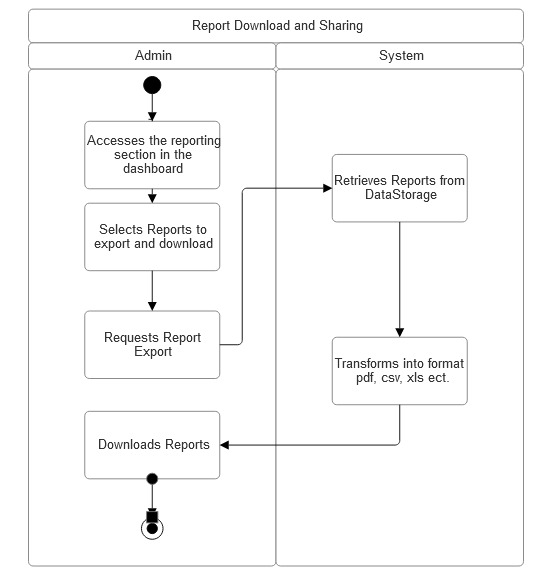 Report Download and Sharing
Admin
System
Accesses the reporting
section in the
dashboard
Selects Reports to
export and download
Requests Report
Export
Retrieves Reports from
DataStorage
Transforms into format
pdf, csv, xls ect.
Downloads Reports